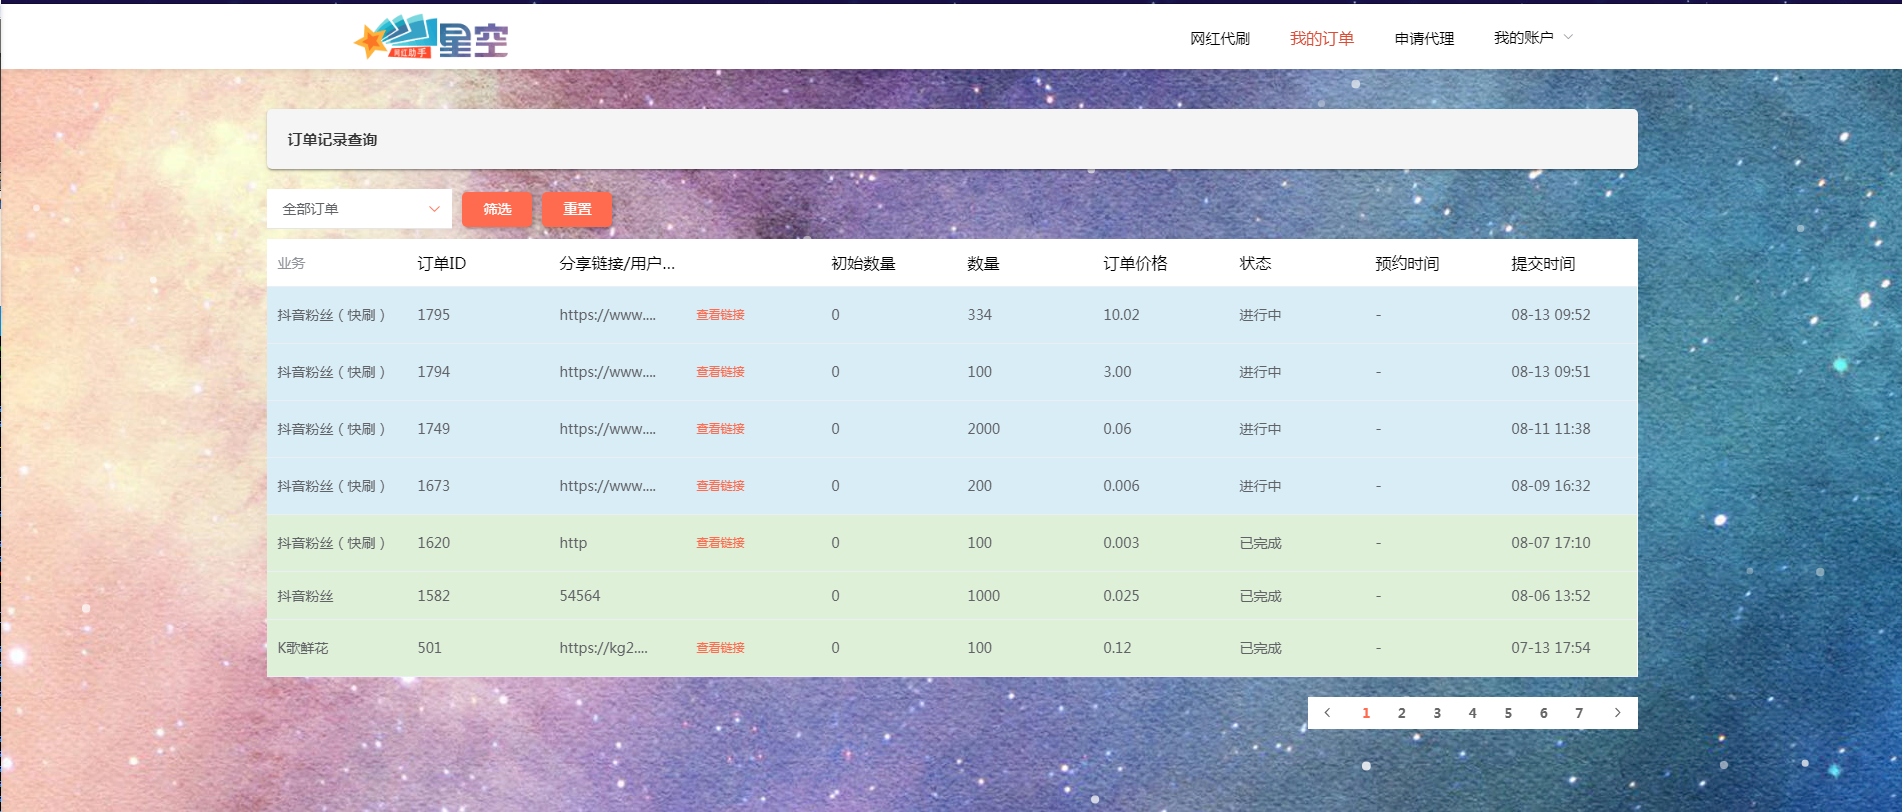 网红助手 星空
网红代刷 我的订单 申请代理 我的账户
订单记录查询
全部订单 筛选 重置
业务 订单ID 分享链接/用户... 初始数量 数量 订单价格 状态 预约时间 提交时间
抖音粉丝（快刷） 1795 https://www.... 查看链接 0 334 10.02 进行中 - 08-13 09:52
抖音粉丝（快刷） 1794 https://www.... 查看链接 0 100 3.00 进行中 - 08-13 09:51
抖音粉丝（快刷） 1749 https://www.... 查看链接 0 2000 0.06 进行中 - 08-11 11:38
抖音粉丝（快刷） 1673 https://www.... 查看链接 0 200 0.006 进行中 - 08-09 16:32
抖音粉丝（快刷） 1620 http 查看链接 0 100 0.003 已完成 - 08-07 17:10
抖音粉丝 1582 54564 0 1000 0.025 已完成 - 08-06 13:52
K歌鲜花 501 https://kg2.... 查看链接 0 100 0.12 已完成 - 07-13 17:54
1 2 3 4 5 6 7